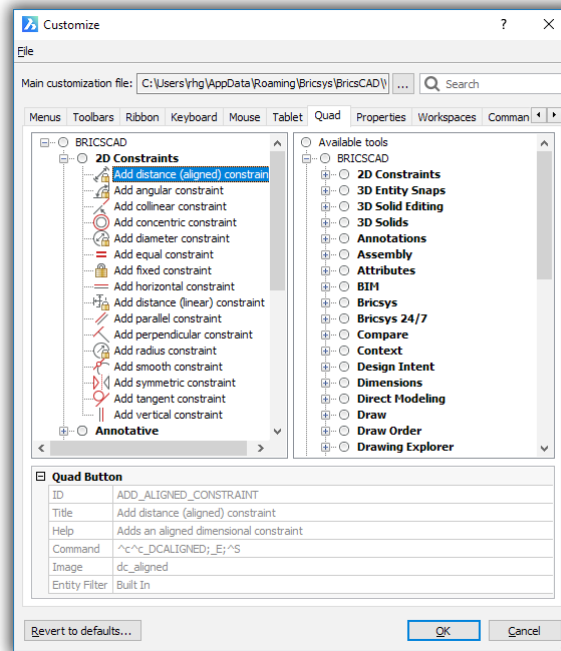 Customize
File
Main customization file: C:\Users\rhg\AppData\Roaming\Bricsys\BricsCAD\ ... Search
Menus Toolbars Ribbon Keyboard Mouse Tablet Quad Properties Workspaces Comman
BRICSCAD
2D Constraints
Add distance (aligned) constrain
Add angular constraint
Add collinear constraint
Add concentric constraint
Add diameter constraint
Add equal constraint
Add fixed constraint
Add horizontal constraint
Add distance (linear) constraint
Add parallel constraint
Add perpendicular constraint
Add radius constraint
Add smooth constraint
Add symmetric constraint
Add tangent constraint
Add vertical constraint
Annotative
Available tools
BRICSCAD
2D Constraints
3D Entity Snaps
3D Solid Editing
3D Solids
Annotations
Assembly
Attributes
BIM
Bricsys
Bricsys 24/7
Compare
Context
Design Intent
Dimensions
Direct Modeling
Draw
Draw Order
Drawing Explorer
Quad Button
ID ADD_ALIGNED_CONSTRAINT
Title Add distance (aligned) constraint
Help Adds an aligned dimensional constraint
Command ^c^c_DCALIGNED;_E;^S
Image dc_aligned
Entity Filter Built In
Revert to defaults... OK Cancel